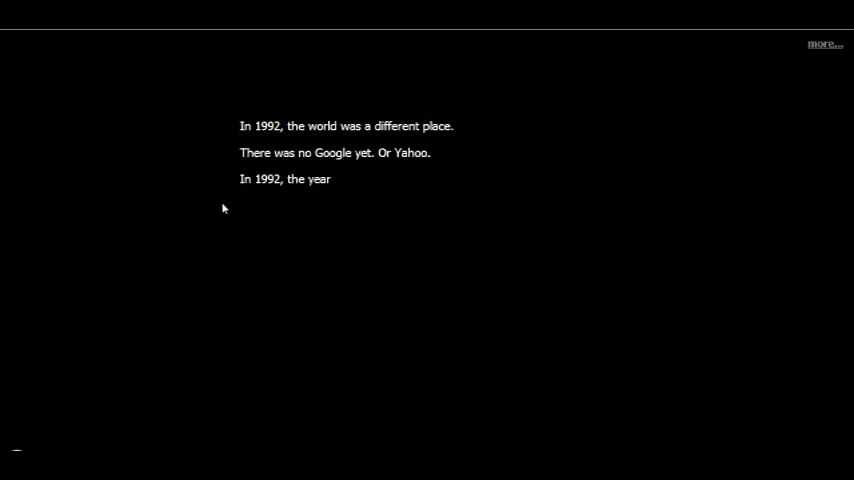 more...
In 1992, the world was a different place.
There was no Google yet. Or Yahoo.
In 1992, the year